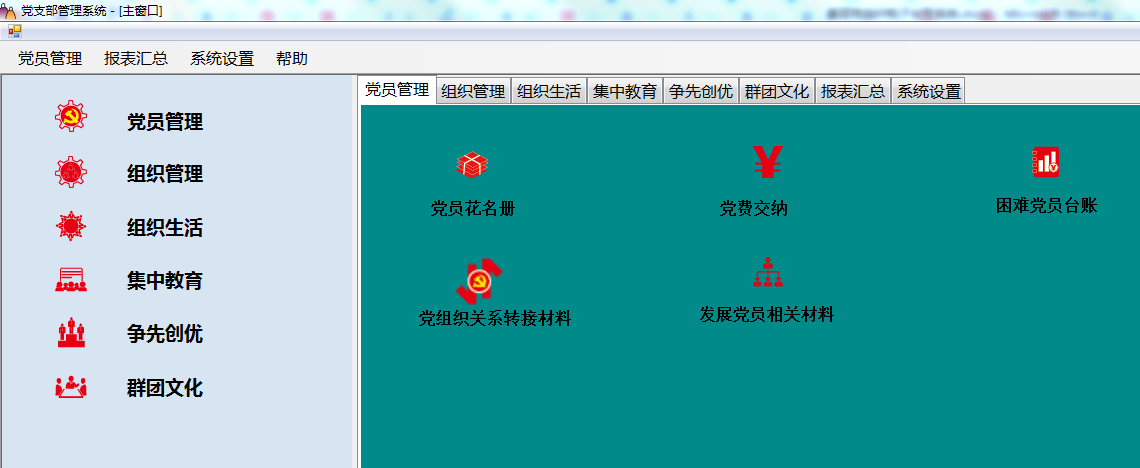 党支部管理系统 - [主窗口]
党员管理 报表汇总 系统设置 帮助
党员管理
组织管理
组织生活
集中教育
争先创优
群团文化
党员管理 组织管理 组织生活 集中教育 争先创优 群团文化 报表汇总 系统设置
党员花名册 党费交纳 困难党员台账
党组织关系转接材料 发展党员相关材料